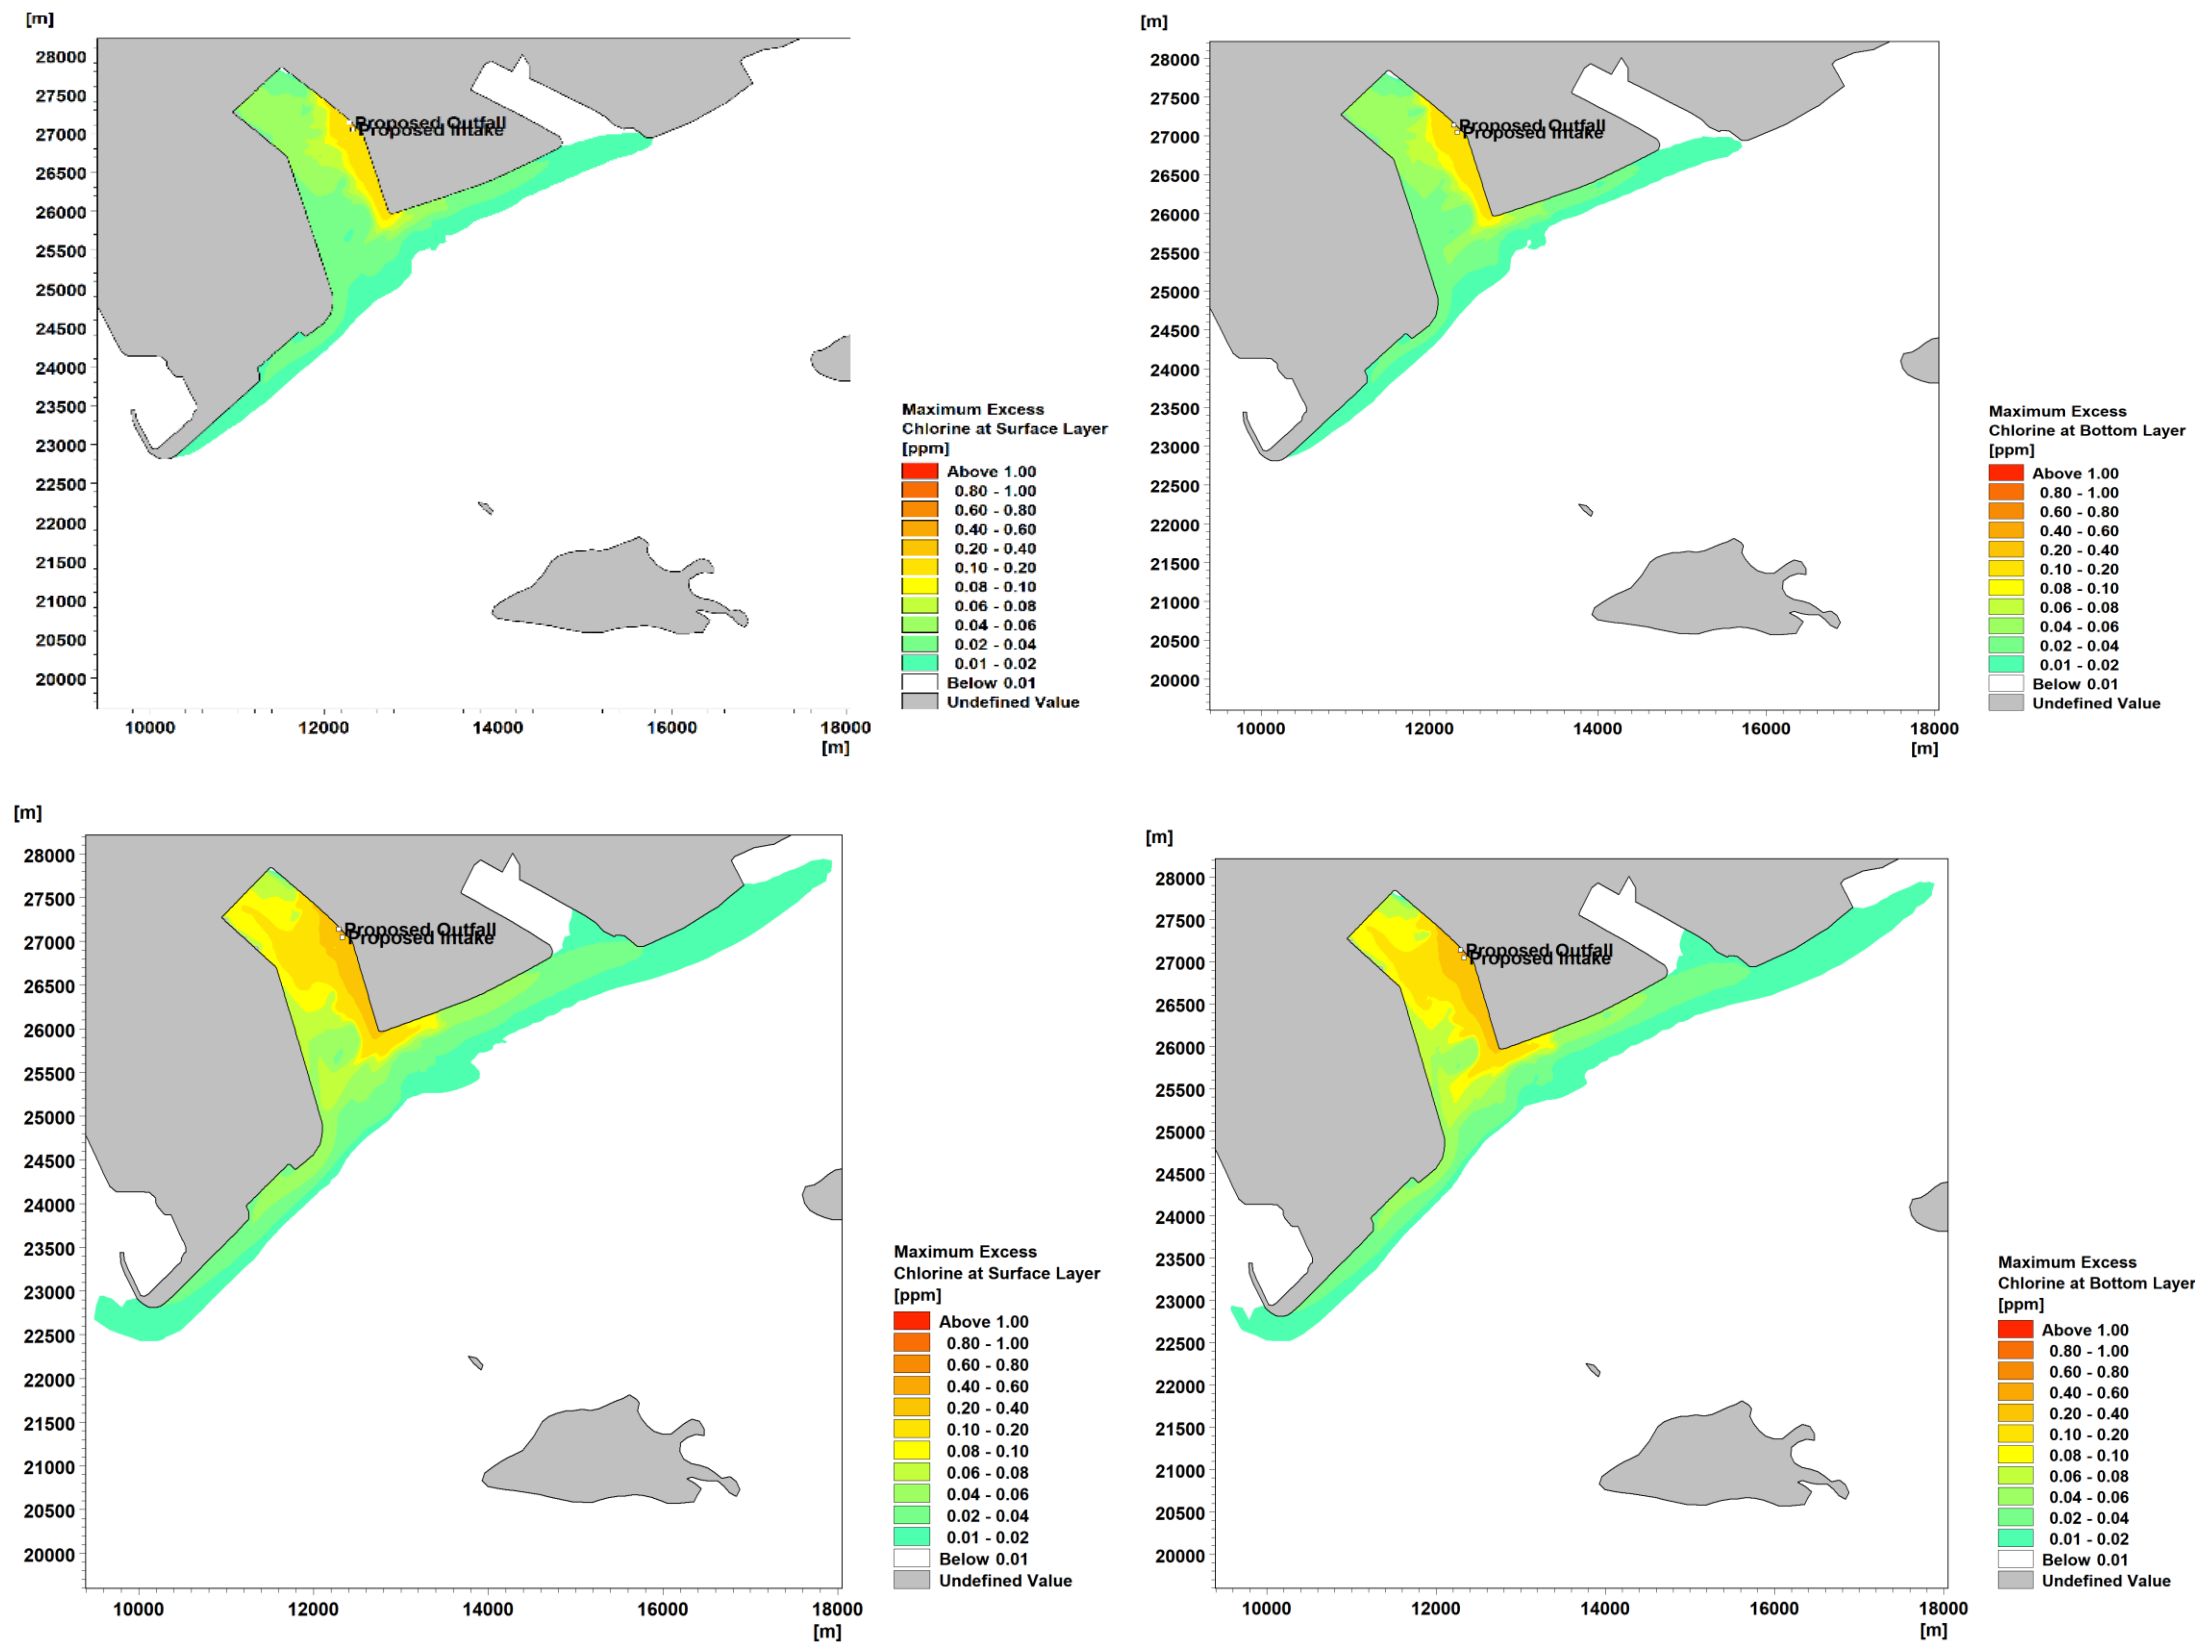 [m]
28000
27500
27000
26500
26000
25500
25000
24500
24000
23500
23000
22500
22000
21500
21000
20500
20000
10000 12000 14000 16000 18000
[m]
Proposed Outfall
Proposed Intake
Maximum Excess
Chlorine at Surface Layer
[ppm]
Above 1.00
0.80 - 1.00
0.60 - 0.80
0.40 - 0.60
0.20 - 0.40
0.10 - 0.20
0.08 - 0.10
0.06 - 0.08
0.04 - 0.06
0.02 - 0.04
0.01 - 0.02
Below 0.01
Undefined Value
[m]
28000
27500
27000
26500
26000
25500
25000
24500
24000
23500
23000
22500
22000
21500
21000
20500
20000
10000 12000 14000 16000 18000
[m]
Proposed Outfall
Proposed Intake
Maximum Excess
Chlorine at Bottom Layer
[ppm]
Above 1.00
0.80 - 1.00
0.60 - 0.80
0.40 - 0.60
0.20 - 0.40
0.10 - 0.20
0.08 - 0.10
0.06 - 0.08
0.04 - 0.06
0.02 - 0.04
0.01 - 0.02
Below 0.01
Undefined Value
[m]
28000
27500
27000
26500
26000
25500
25000
24500
24000
23500
23000
22500
22000
21500
21000
20500
20000
10000 12000 14000 16000 18000
[m]
Proposed Outfall
Proposed Intake
Maximum Excess
Chlorine at Surface Layer
[ppm]
Above 1.00
0.80 - 1.00
0.60 - 0.80
0.40 - 0.60
0.20 - 0.40
0.10 - 0.20
0.08 - 0.10
0.06 - 0.08
0.04 - 0.06
0.02 - 0.04
0.01 - 0.02
Below 0.01
Undefined Value
[m]
28000
27500
27000
26500
26000
25500
25000
24500
24000
23500
23000
22500
22000
21500
21000
20500
20000
10000 12000 14000 16000 18000
[m]
Proposed Outfall
Proposed Intake
Maximum Excess
Chlorine at Bottom Layer
[ppm]
Above 1.00
0.80 - 1.00
0.60 - 0.80
0.40 - 0.60
0.20 - 0.40
0.10 - 0.20
0.08 - 0.10
0.06 - 0.08
0.04 - 0.06
0.02 - 0.04
0.01 - 0.02
Below 0.01
Undefined Value